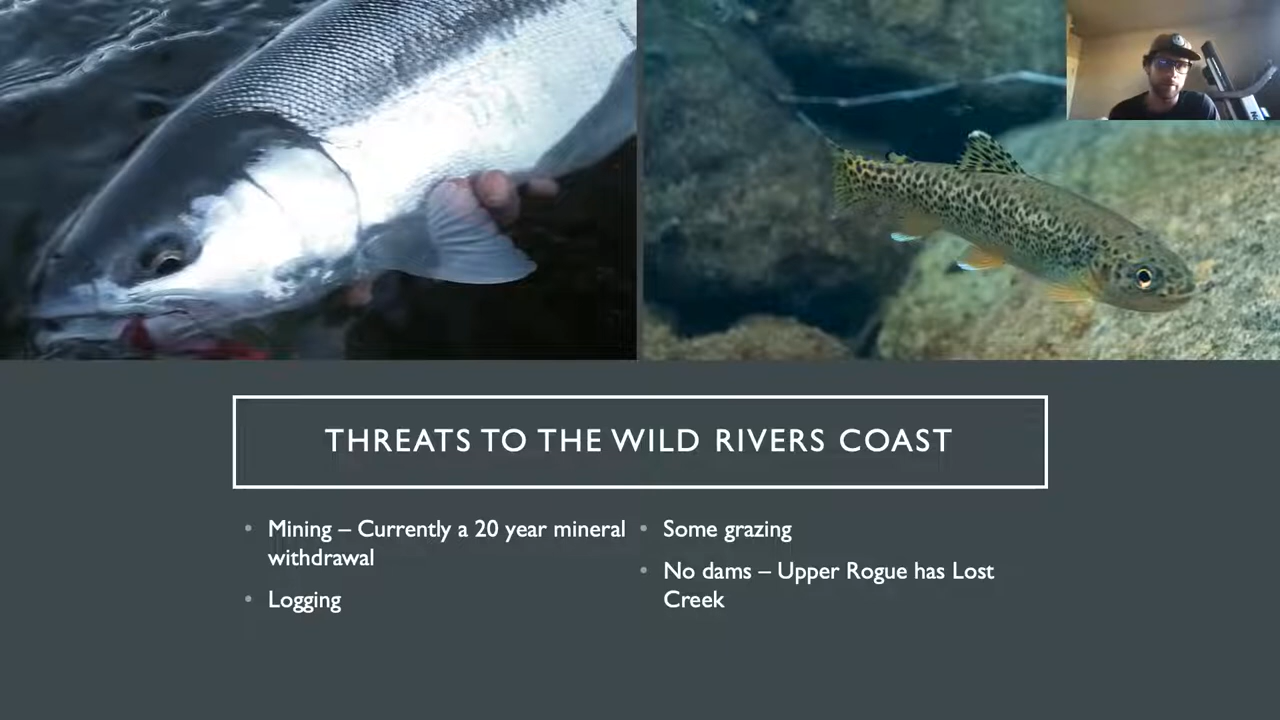 THREATS TO THE WILD RIVERS COAST
• Mining – Currently a 20 year mineral
withdrawal
• Logging
• Some grazing
• No dams – Upper Rogue has Lost
Creek